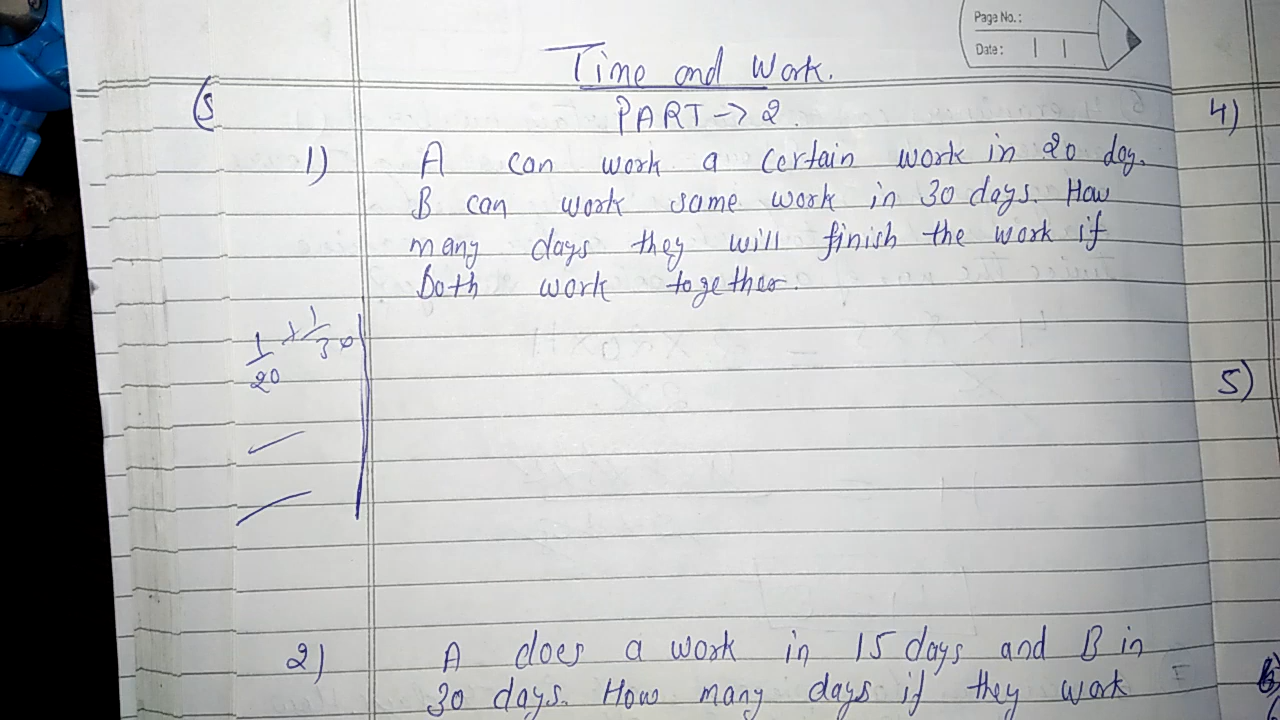 Page No.:
Date:
Time and Work.
PART → 2.
4)
1) A can work a certain work in 20 day.
B can work same work in 30 days. How
many days they will finish the work if
both work together.
1/20 + 1/30
5)
2) A does a work in 15 days and B in
30 days. How many days if they work =